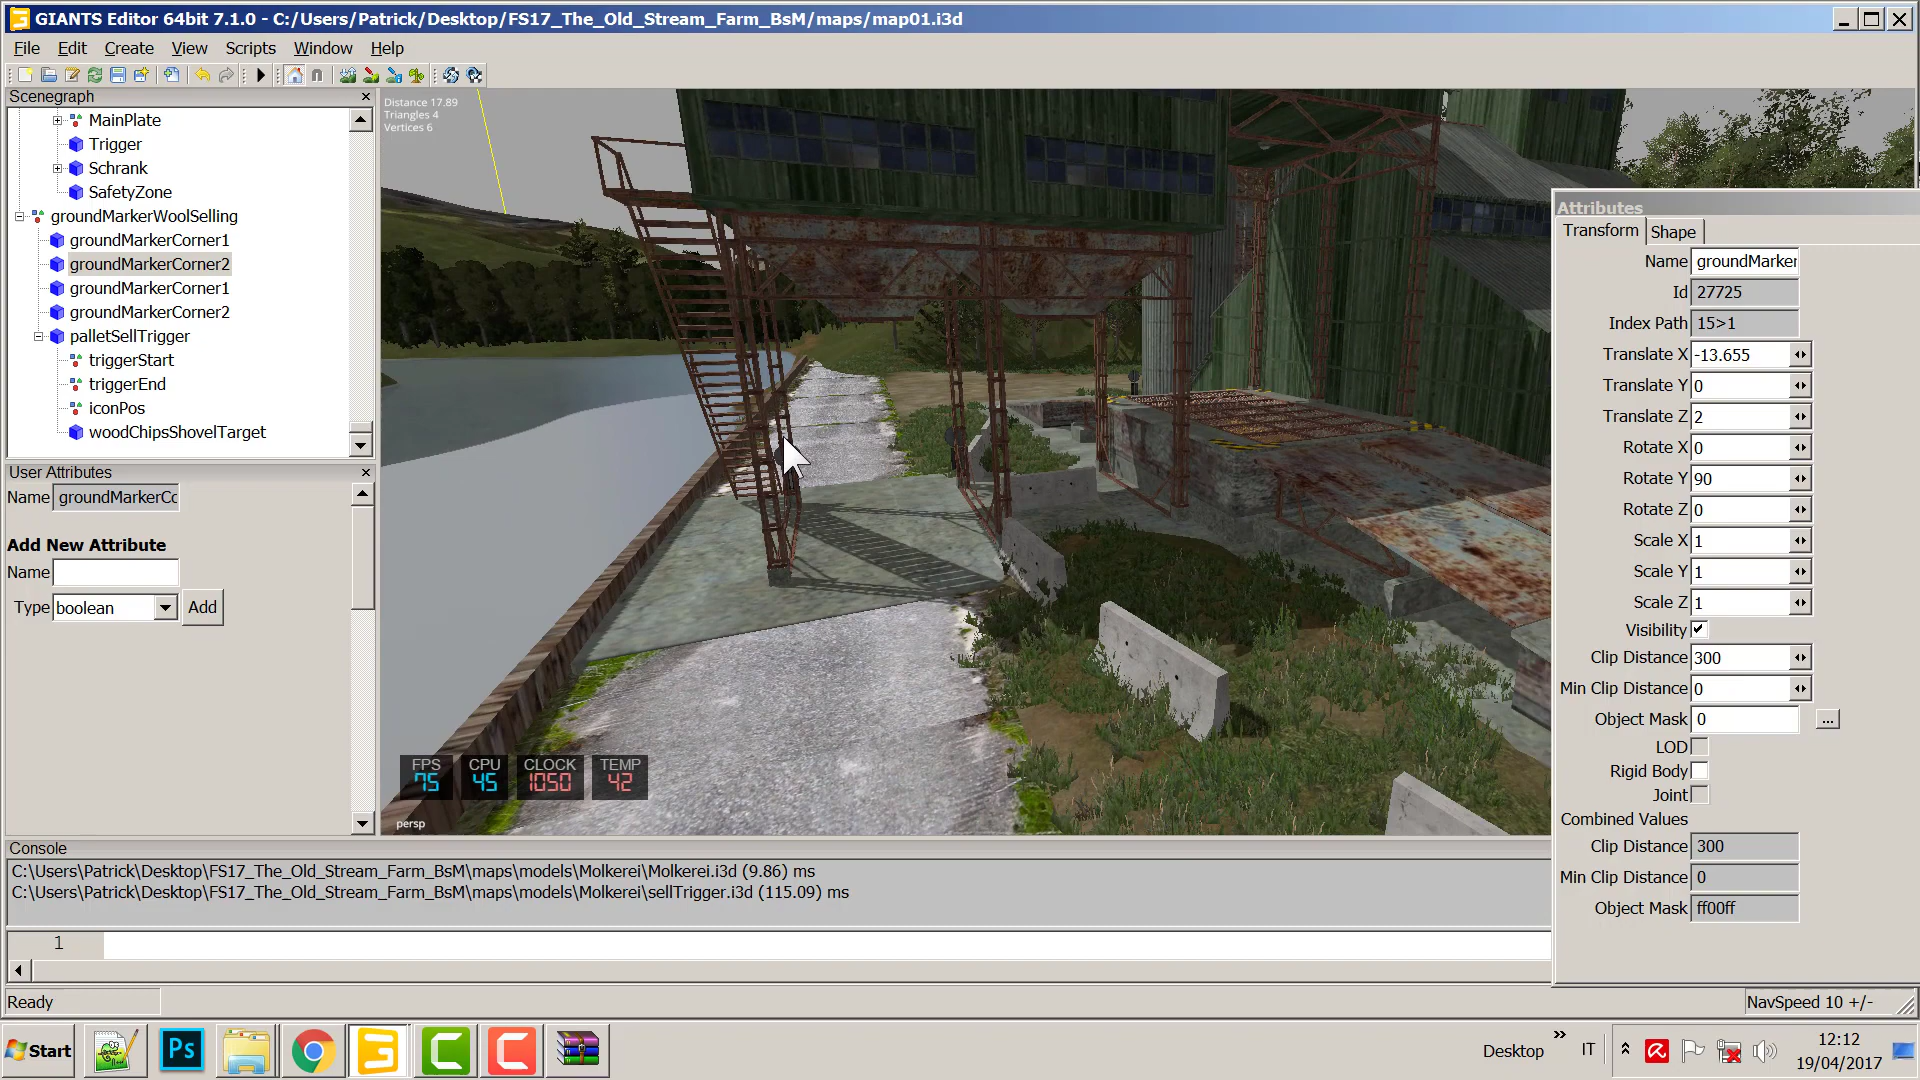 GIANTS Editor 64bit 7.1.0 - C:/Users/Patrick/Desktop/FS17_The_Old_Stream_Farm_BsM/maps/map01.i3d
File Edit Create View Scripts Window Help
Scenegraph
MainPlate
Trigger
Schrank
SafetyZone
groundMarkerWoolSelling
groundMarkerCorner1
groundMarkerCorner2
groundMarkerCorner1
groundMarkerCorner2
palletSellTrigger
triggerStart
triggerEnd
iconPos
woodChipsShovelTarget
User Attributes
Name groundMarkerCc
Add New Attribute
Name
Type boolean Add
Distance 17.89
Triangles 4
Vertices 6
FPS 75
CPU 45
CLOCK 1050
TEMP 42
persp
Attributes
Transform Shape
Name groundMarker
Id 27725
Index Path 15>1
Translate X -13.655
Translate Y 0
Translate Z 2
Rotate X 0
Rotate Y 90
Rotate Z 0
Scale X 1
Scale Y 1
Scale Z 1
Visibility
Clip Distance 300
Min Clip Distance 0
Object Mask 0 ...
LOD
Rigid Body
Joint
Combined Values
Clip Distance 300
Min Clip Distance 0
Object Mask ff00ff
Console
C:\Users\Patrick\Desktop\FS17_The_Old_Stream_Farm_BsM\maps\models\Molkerei\Molkerei.i3d (9.86) ms
C:\Users\Patrick\Desktop\FS17_The_Old_Stream_Farm_BsM\maps\models\Molkerei\sellTrigger.i3d (115.09) ms
1
Ready
NavSpeed 10 +/-
Start
Ps
Desktop
IT
12:12
19/04/2017